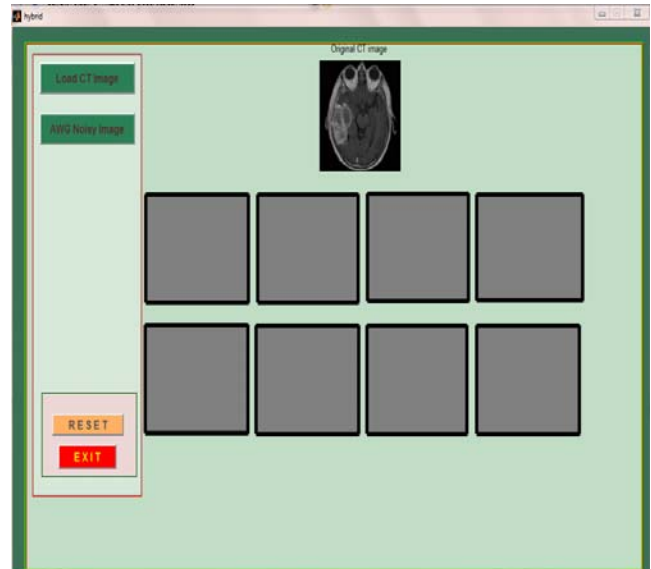 hybrid
Original CT image
Load CT Image
AWG Noisy Image
RESET
EXIT